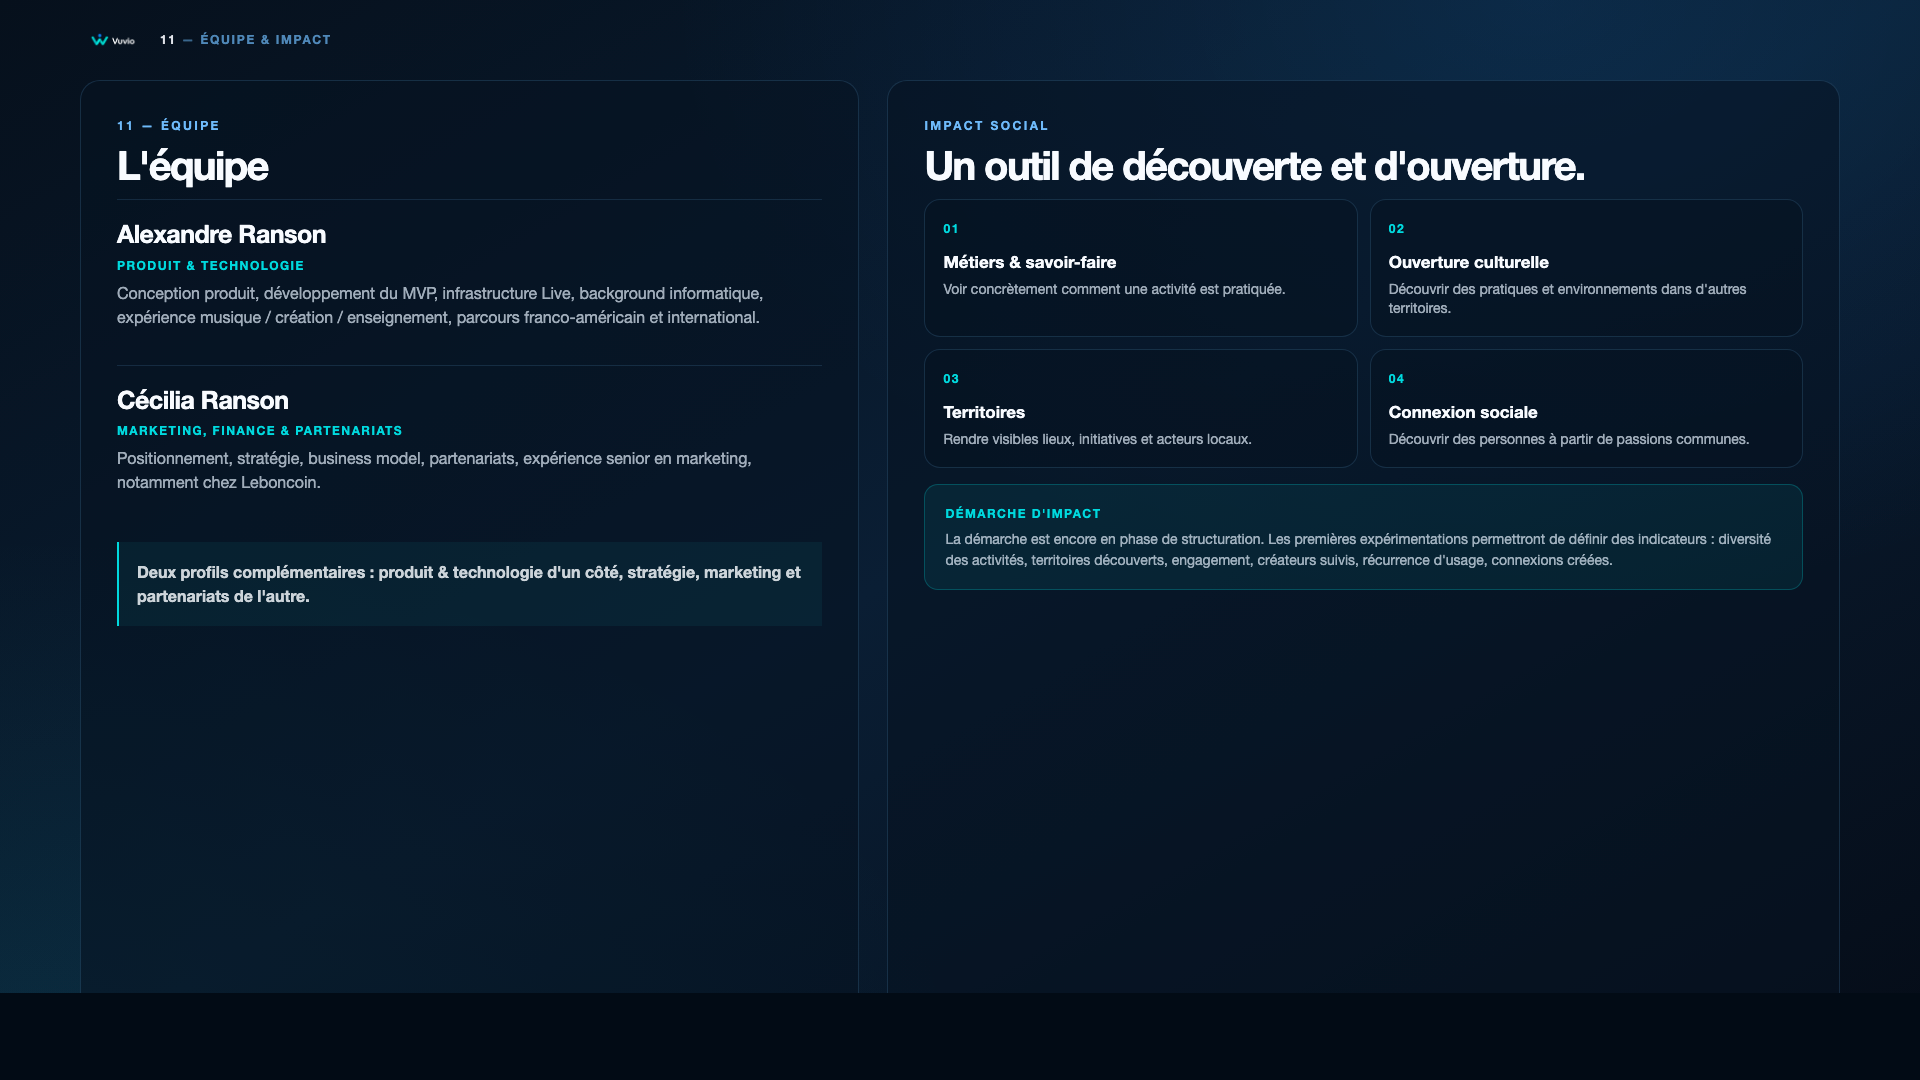 Vuvio
11 — ÉQUIPE & IMPACT
11 — ÉQUIPE
L'équipe
Alexandre Ranson
PRODUIT & TECHNOLOGIE
Conception produit, développement du MVP, infrastructure Live, background informatique,
expérience musique / création / enseignement, parcours franco-américain et international.
Cécilia Ranson
MARKETING, FINANCE & PARTENARIATS
Positionnement, stratégie, business model, partenariats, expérience senior en marketing,
notamment chez Leboncoin.
Deux profils complémentaires : produit & technologie d'un côté, stratégie, marketing et
partenariats de l'autre.
IMPACT SOCIAL
Un outil de découverte et d'ouverture.
01
Métiers & savoir-faire
Voir concrètement comment une activité est pratiquée.
02
Ouverture culturelle
Découvrir des pratiques et environnements dans d'autres
territoires.
03
Territoires
Rendre visibles lieux, initiatives et acteurs locaux.
04
Connexion sociale
Découvrir des personnes à partir de passions communes.
DÉMARCHE D'IMPACT
La démarche est encore en phase de structuration. Les premières expérimentations permettront de définir des indicateurs : diversité
des activités, territoires découverts, engagement, créateurs suivis, récurrence d'usage, connexions créées.